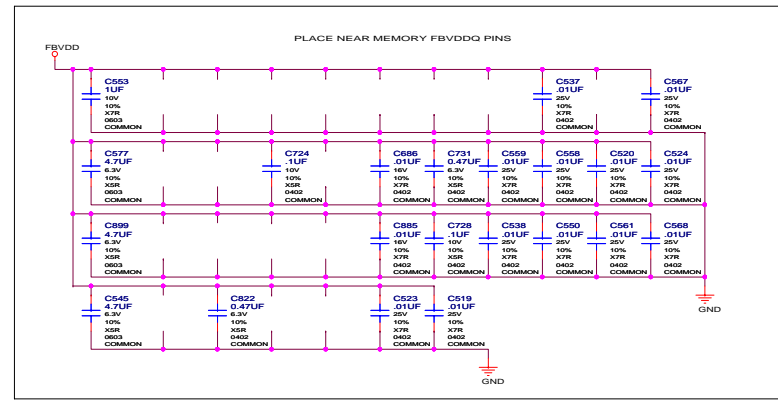 PLACE NEAR MEMORY FBVDDQ PINS
FBVDD
C553
1UF
10V
10%
X7R
0603
COMMON
C537
.01UF
25V
10%
X7R
0402
COMMON
C567
.01UF
25V
10%
X7R
0402
COMMON
C577
4.7UF
6.3V
10%
X5R
0603
COMMON
C724
.1UF
10V
10%
X5R
0402
COMMON
C686
.01UF
16V
10%
X7R
0402
COMMON
C731
0.47UF
6.3V
10%
X5R
0402
COMMON
C559
.01UF
25V
10%
X7R
0402
COMMON
C558
.01UF
25V
10%
X7R
0402
COMMON
C520
.01UF
25V
10%
X7R
0402
COMMON
C524
.01UF
25V
10%
X7R
0402
COMMON
C899
4.7UF
6.3V
10%
X5R
0603
COMMON
C885
.01UF
16V
10%
X7R
0402
COMMON
C728
.1UF
10V
10%
X7R
0402
COMMON
C538
.01UF
25V
10%
X7R
0402
COMMON
C550
.01UF
25V
10%
X7R
0402
COMMON
C561
.01UF
25V
10%
X7R
0402
COMMON
C568
.01UF
25V
10%
X7R
0402
COMMON
GND
C545
4.7UF
6.3V
10%
X5R
0603
COMMON
C822
0.47UF
6.3V
10%
X5R
0402
COMMON
C523
.01UF
25V
10%
X7R
0402
COMMON
C519
.01UF
25V
10%
X7R
0402
COMMON
GND